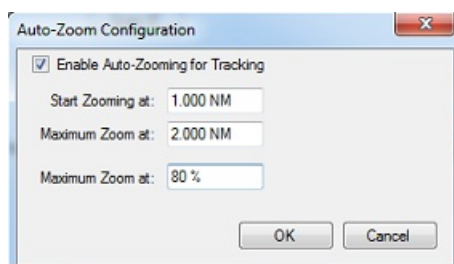 Auto-Zoom Configuration
Enable Auto-Zooming for Tracking
Start Zooming at: 1.000 NM
Maximum Zoom at: 2.000 NM
Maximum Zoom at: 80 %
OK Cancel